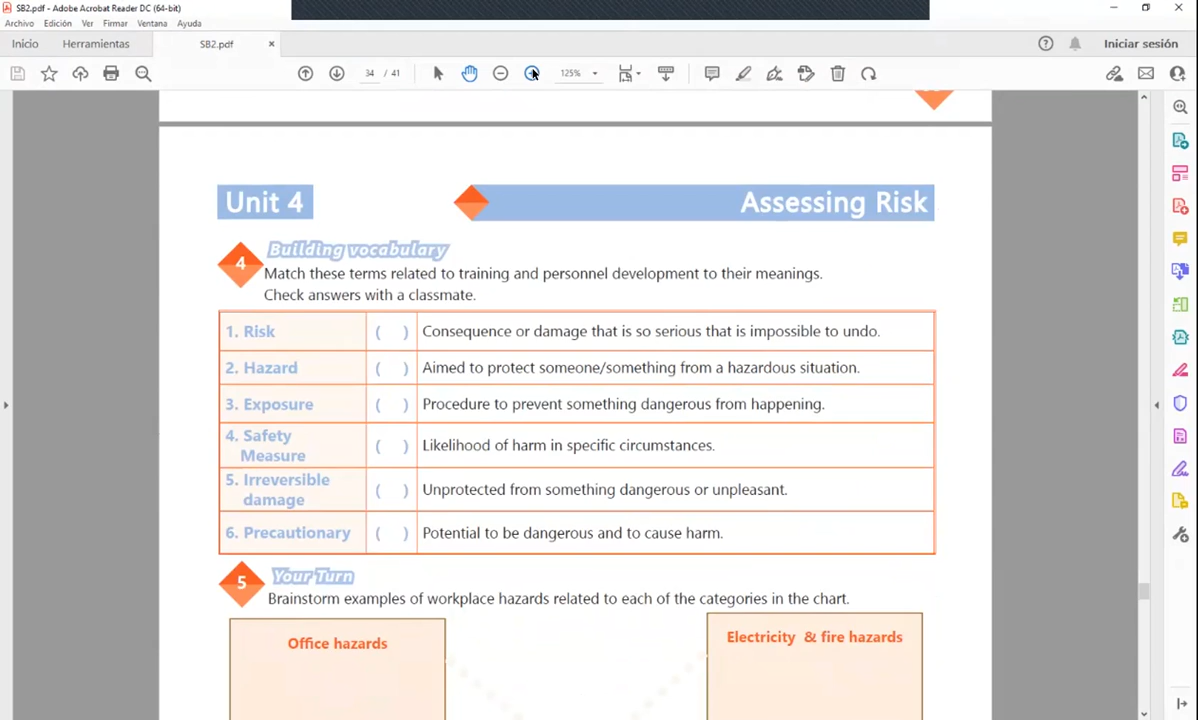 SB2.pdf - Adobe Acrobat Reader DC (64-bit)
Archivo Edición Ver Firmar Ventana Ayuda
Inicio Herramientas SB2.pdf × Iniciar sesión
34 / 41 125%
Unit 4 Assessing Risk
4 Building vocabulary
Match these terms related to training and personnel development to their meanings.
Check answers with a classmate.
1. Risk ( ) Consequence or damage that is so serious that is impossible to undo.
2. Hazard ( ) Aimed to protect someone/something from a hazardous situation.
3. Exposure ( ) Procedure to prevent something dangerous from happening.
4. Safety
Measure ( ) Likelihood of harm in specific circumstances.
5. Irreversible
damage ( ) Unprotected from something dangerous or unpleasant.
6. Precautionary ( ) Potential to be dangerous and to cause harm.
5 Your Turn
Brainstorm examples of workplace hazards related to each of the categories in the chart.
Office hazards
Electricity & fire hazards